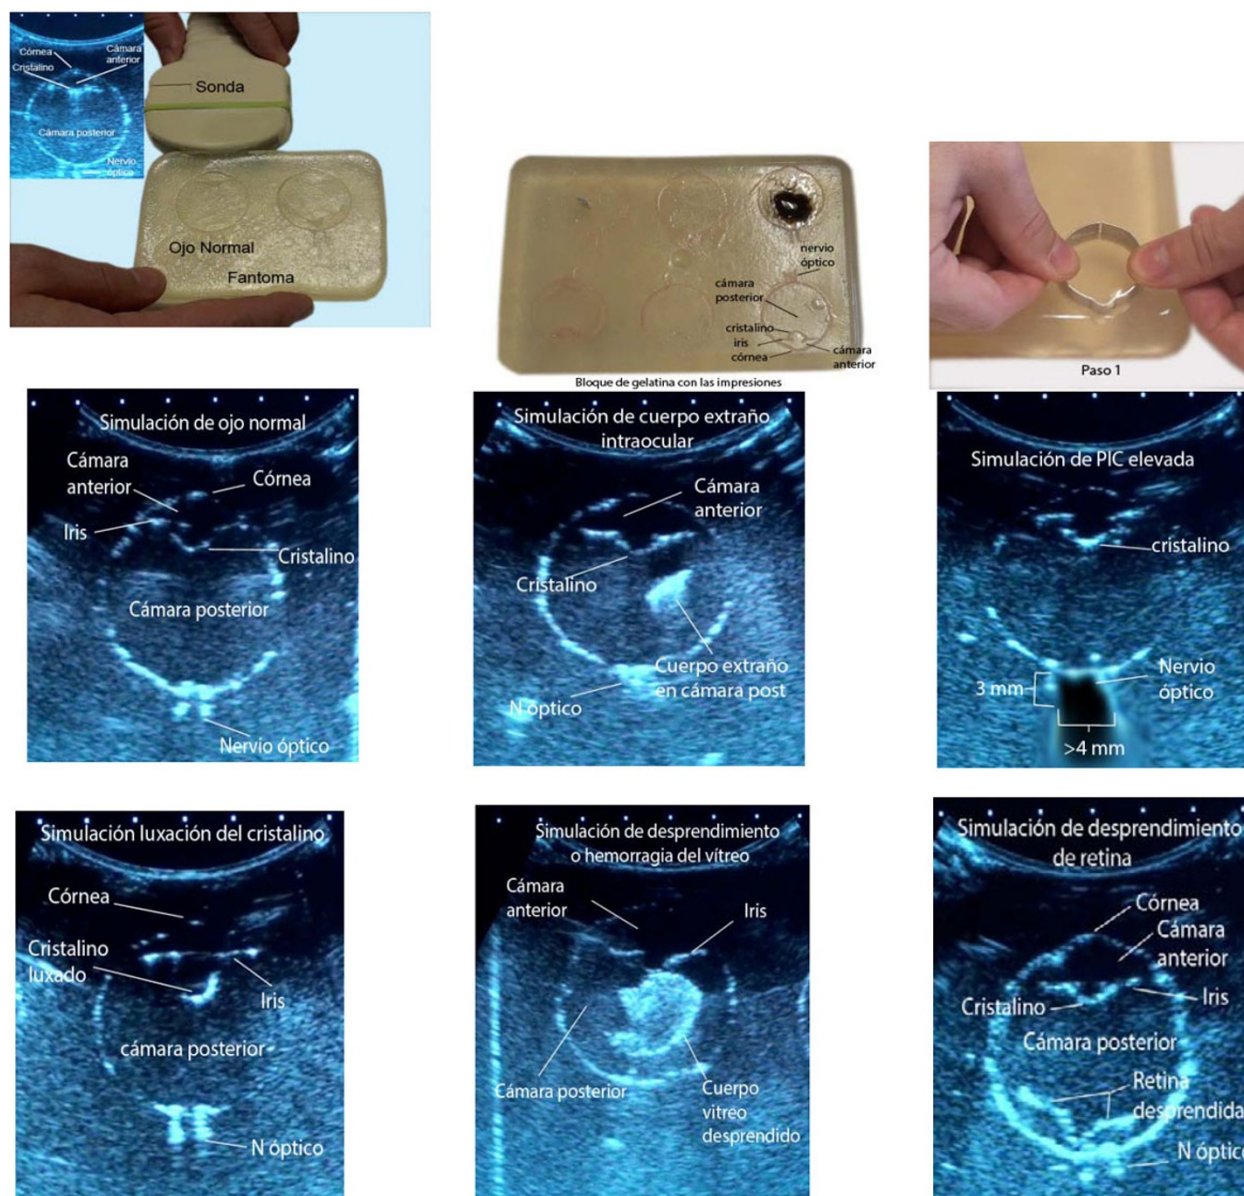 Córnea
Cámara
anterior
Cristalino
Cámara posterior
Nervio
óptico
Sonda
Ojo Normal
Fantoma
nervio
óptico
cámara
posterior
cristalino
iris
córnea
cámara
anterior
Bloque de gelatina con las impresiones
Paso 1
Simulación de ojo normal
Cámara
anterior
Córnea
Iris
Cristalino
Cámara posterior
Nervio óptico
Simulación de cuerpo extraño
intraocular
Cámara
anterior
Cristalino
Cuerpo extraño
en cámara post
N óptico
Simulación de PIC elevada
cristalino
Nervio
óptico
3 mm
>4 mm
Simulación luxación del cristalino
Córnea
Cristalino
luxado
Iris
cámara posterior
N óptico
Simulación de desprendimiento
o hemorragia del vítreo
Cámara
anterior
Iris
Cámara posterior
Cuerpo
vitreo
desprendido
Simulación de desprendimiento
de retina
Córnea
Cámara
anterior
Cristalino
Iris
Cámara posterior
Retina
desprendida
N óptico